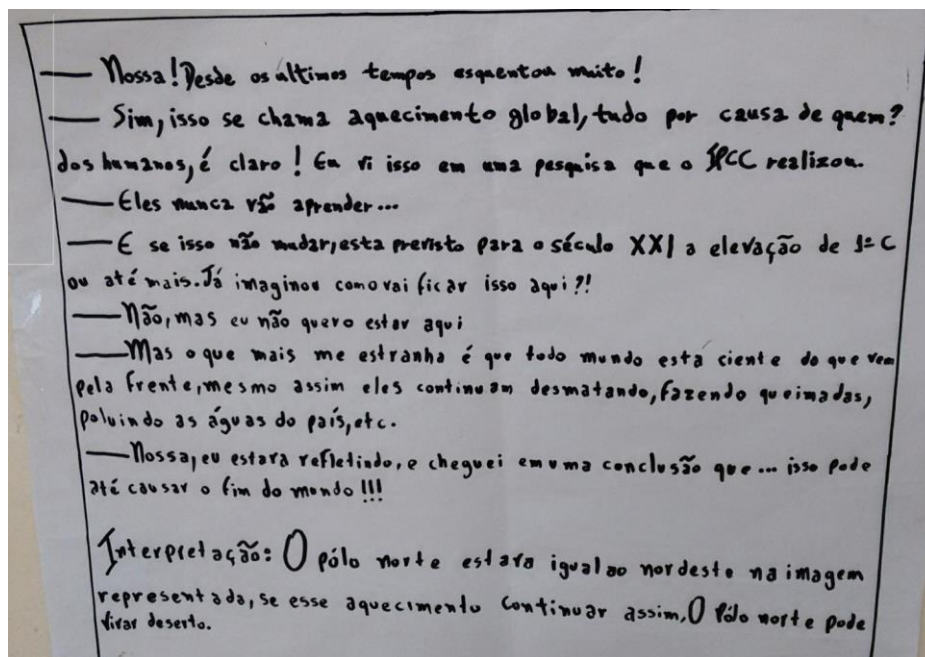 — Nossa! Desde os últimos tempos esquentou muito!
— Sim, isso se chama aquecimento global, tudo por causa de quem?
dos humanos, é claro! Eu vi isso em uma pesquisa que o IPCC realizou.
— Eles nunca vão aprender...
— E se isso não mudar, esta previsto para o século XXI a elevação de 1º C
ou até mais. Já imaginou como vai ficar isso aqui?!
— Não, mas eu não quero estar aqui
— Mas o que mais me estranha é que todo mundo está ciente do que vem
pela frente, mesmo assim eles continuam desmatando, fazendo queimadas,
poluindo as águas do país, etc.
— Nossa, eu estava refletindo, e cheguei em uma conclusão que... isso pode
até causar o fim do mundo!!!
Interpretação: O pólo norte estava igual ao nordeste na imagem
representada, se esse aquecimento continuar assim, O Pólo norte pode
virar deserto.